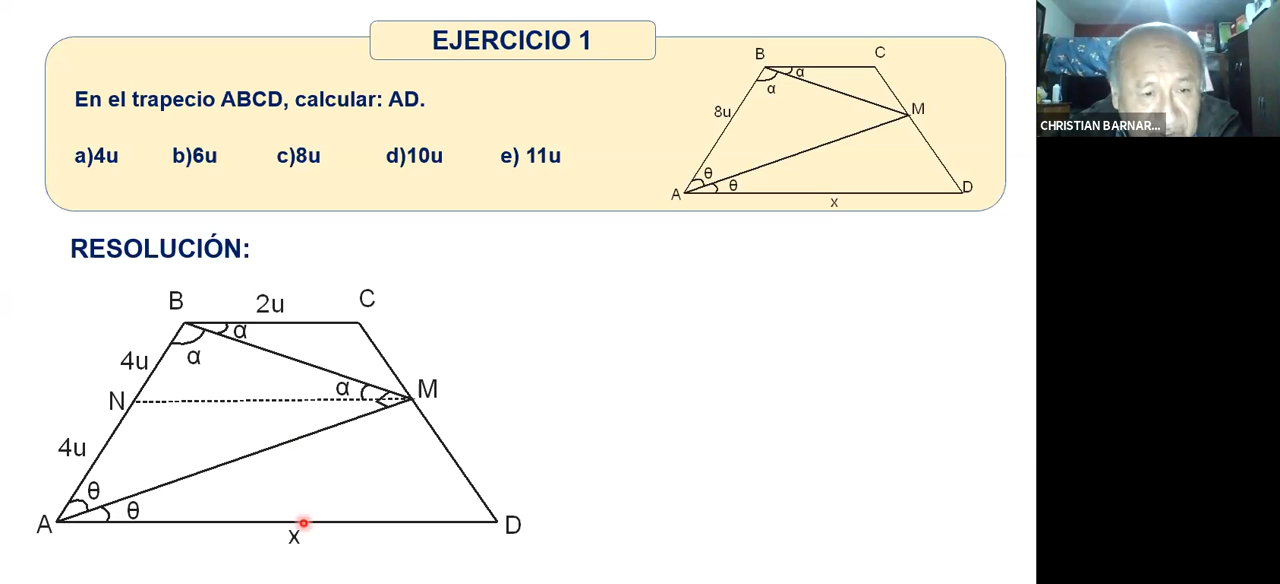 EJERCICIO 1
En el trapecio ABCD, calcular: AD.
a)4u b)6u c)8u d)10u e) 11u
B C
α
α
8u M
θ
θ
A D
x
CHRISTIAN BARNAR...
RESOLUCIÓN:
B 2u C
α
4u α
N α M
4u
θ
θ
A D
x